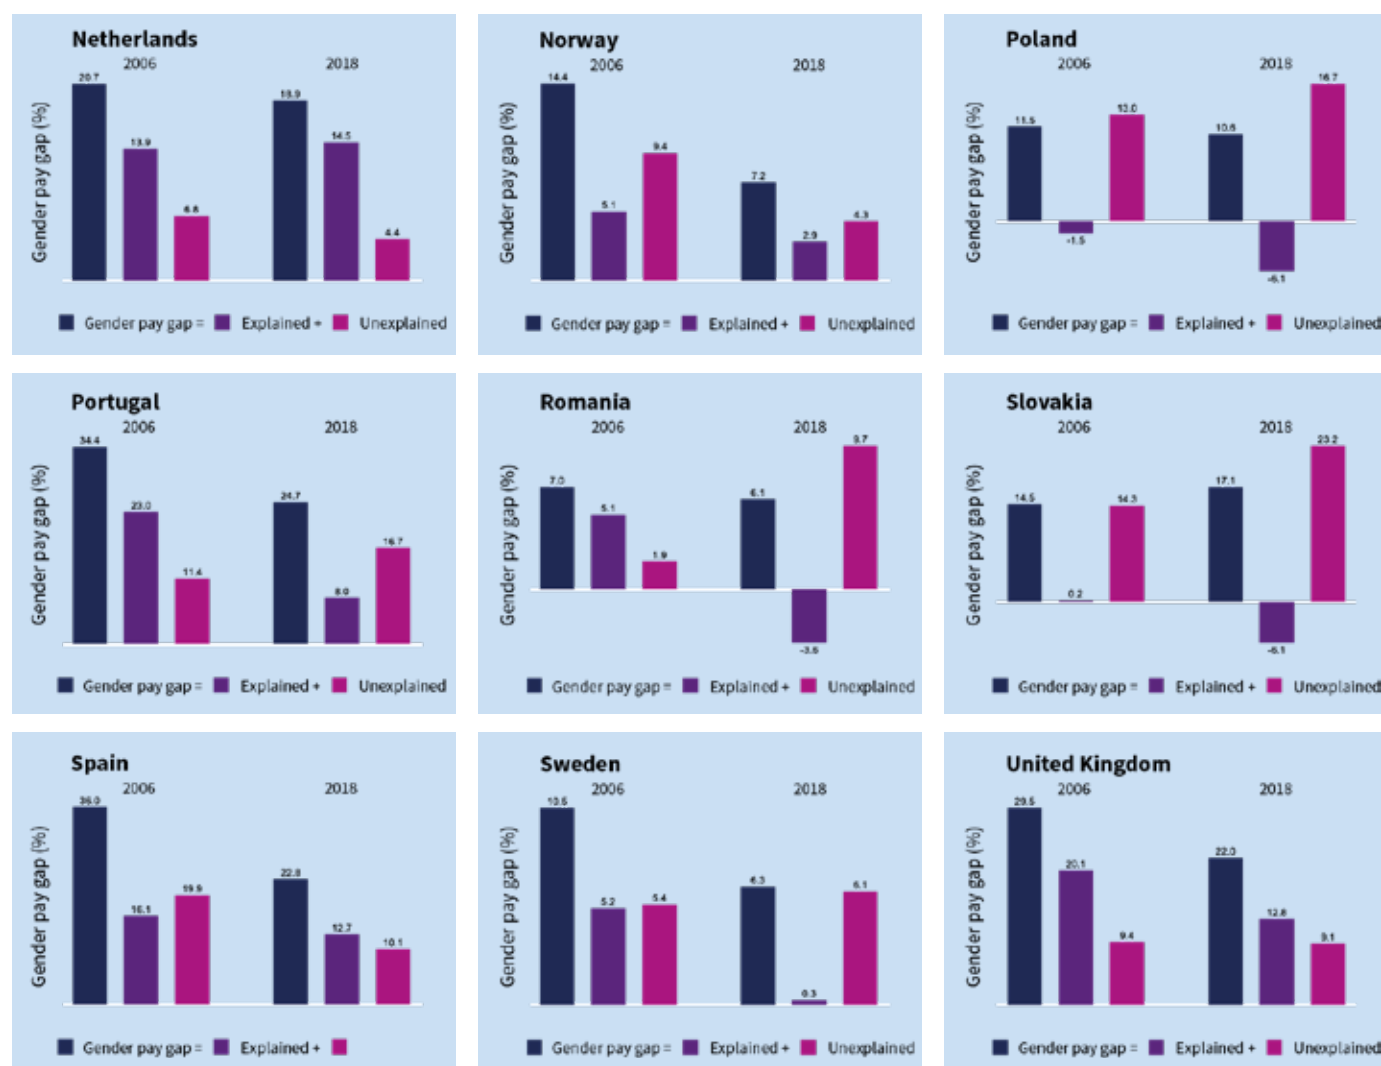 Netherlands
2006
2018
Gender pay gap (%)
20.7
13.9
6.8
18.9
14.5
4.4
Gender pay gap =
Explained +
Unexplained
Norway
2006
2018
Gender pay gap (%)
14.4
5.1
9.4
7.2
2.9
4.3
Gender pay gap =
Explained +
Unexplained
Poland
2006
2018
Gender pay gap (%)
11.5
-1.5
13.0
10.6
-6.1
16.7
Gender pay gap =
Explained +
Unexplained
Portugal
2006
2018
Gender pay gap (%)
34.4
23.0
11.4
24.7
8.0
16.7
Gender pay gap =
Explained +
Unexplained
Romania
2006
2018
Gender pay gap (%)
7.0
5.1
1.9
6.1
-3.6
9.7
Gender pay gap =
Explained +
Unexplained
Slovakia
2006
2018
Gender pay gap (%)
14.5
0.2
14.3
17.1
-6.1
23.2
Gender pay gap =
Explained +
Unexplained
Spain
2006
2018
Gender pay gap (%)
36.0
16.1
19.9
22.8
12.7
10.1
Gender pay gap =
Explained +
Sweden
2006
2018
Gender pay gap (%)
5.2
5.4
6.3
0.3
6.1
Gender pay gap =
Explained +
Unexplained
United Kingdom
2006
2018
Gender pay gap (%)
29.5
20.1
9.4
22.0
12.8
9.1
Gender pay gap =
Explained +
Unexplained